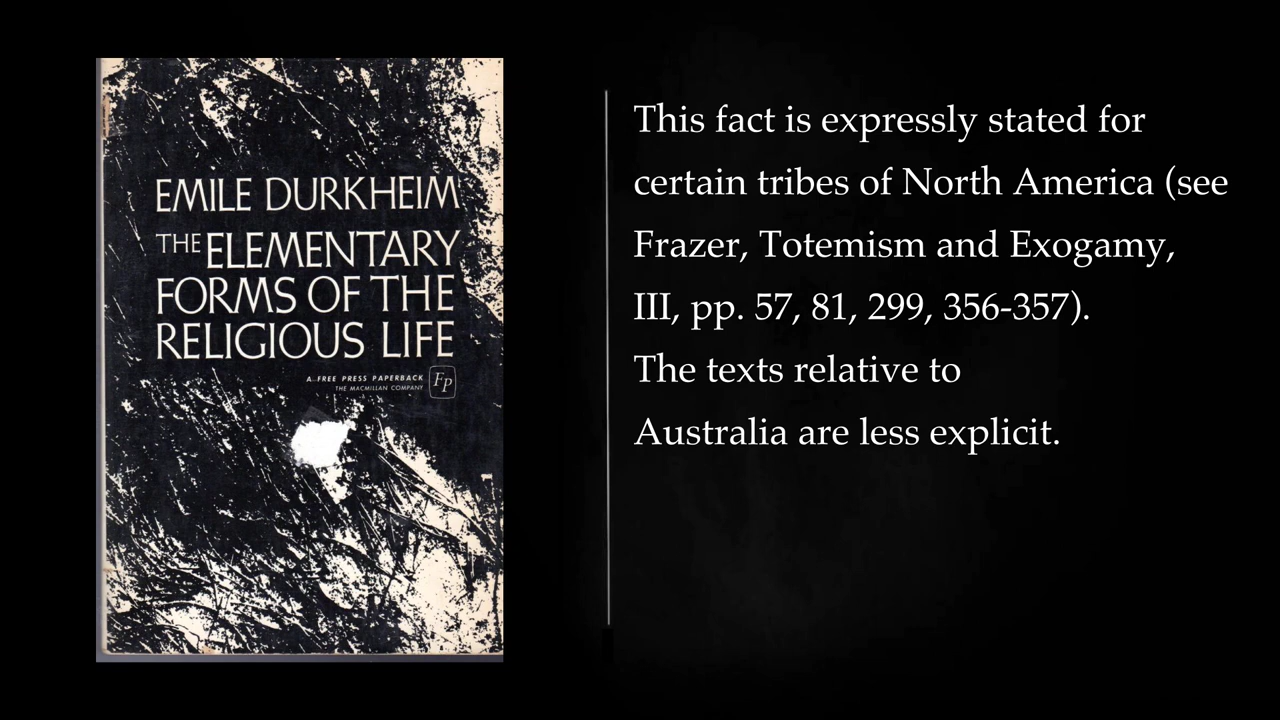 EMILE DURKHEIM
THE ELEMENTARY
FORMS OF THE
RELIGIOUS LIFE
A FREE PRESS PAPERBACK
THE MACMILLAN COMPANY
FP
This fact is expressly stated for
certain tribes of North America (see
Frazer, Totemism and Exogamy,
III, pp. 57, 81, 299, 356-357).
The texts relative to
Australia are less explicit.